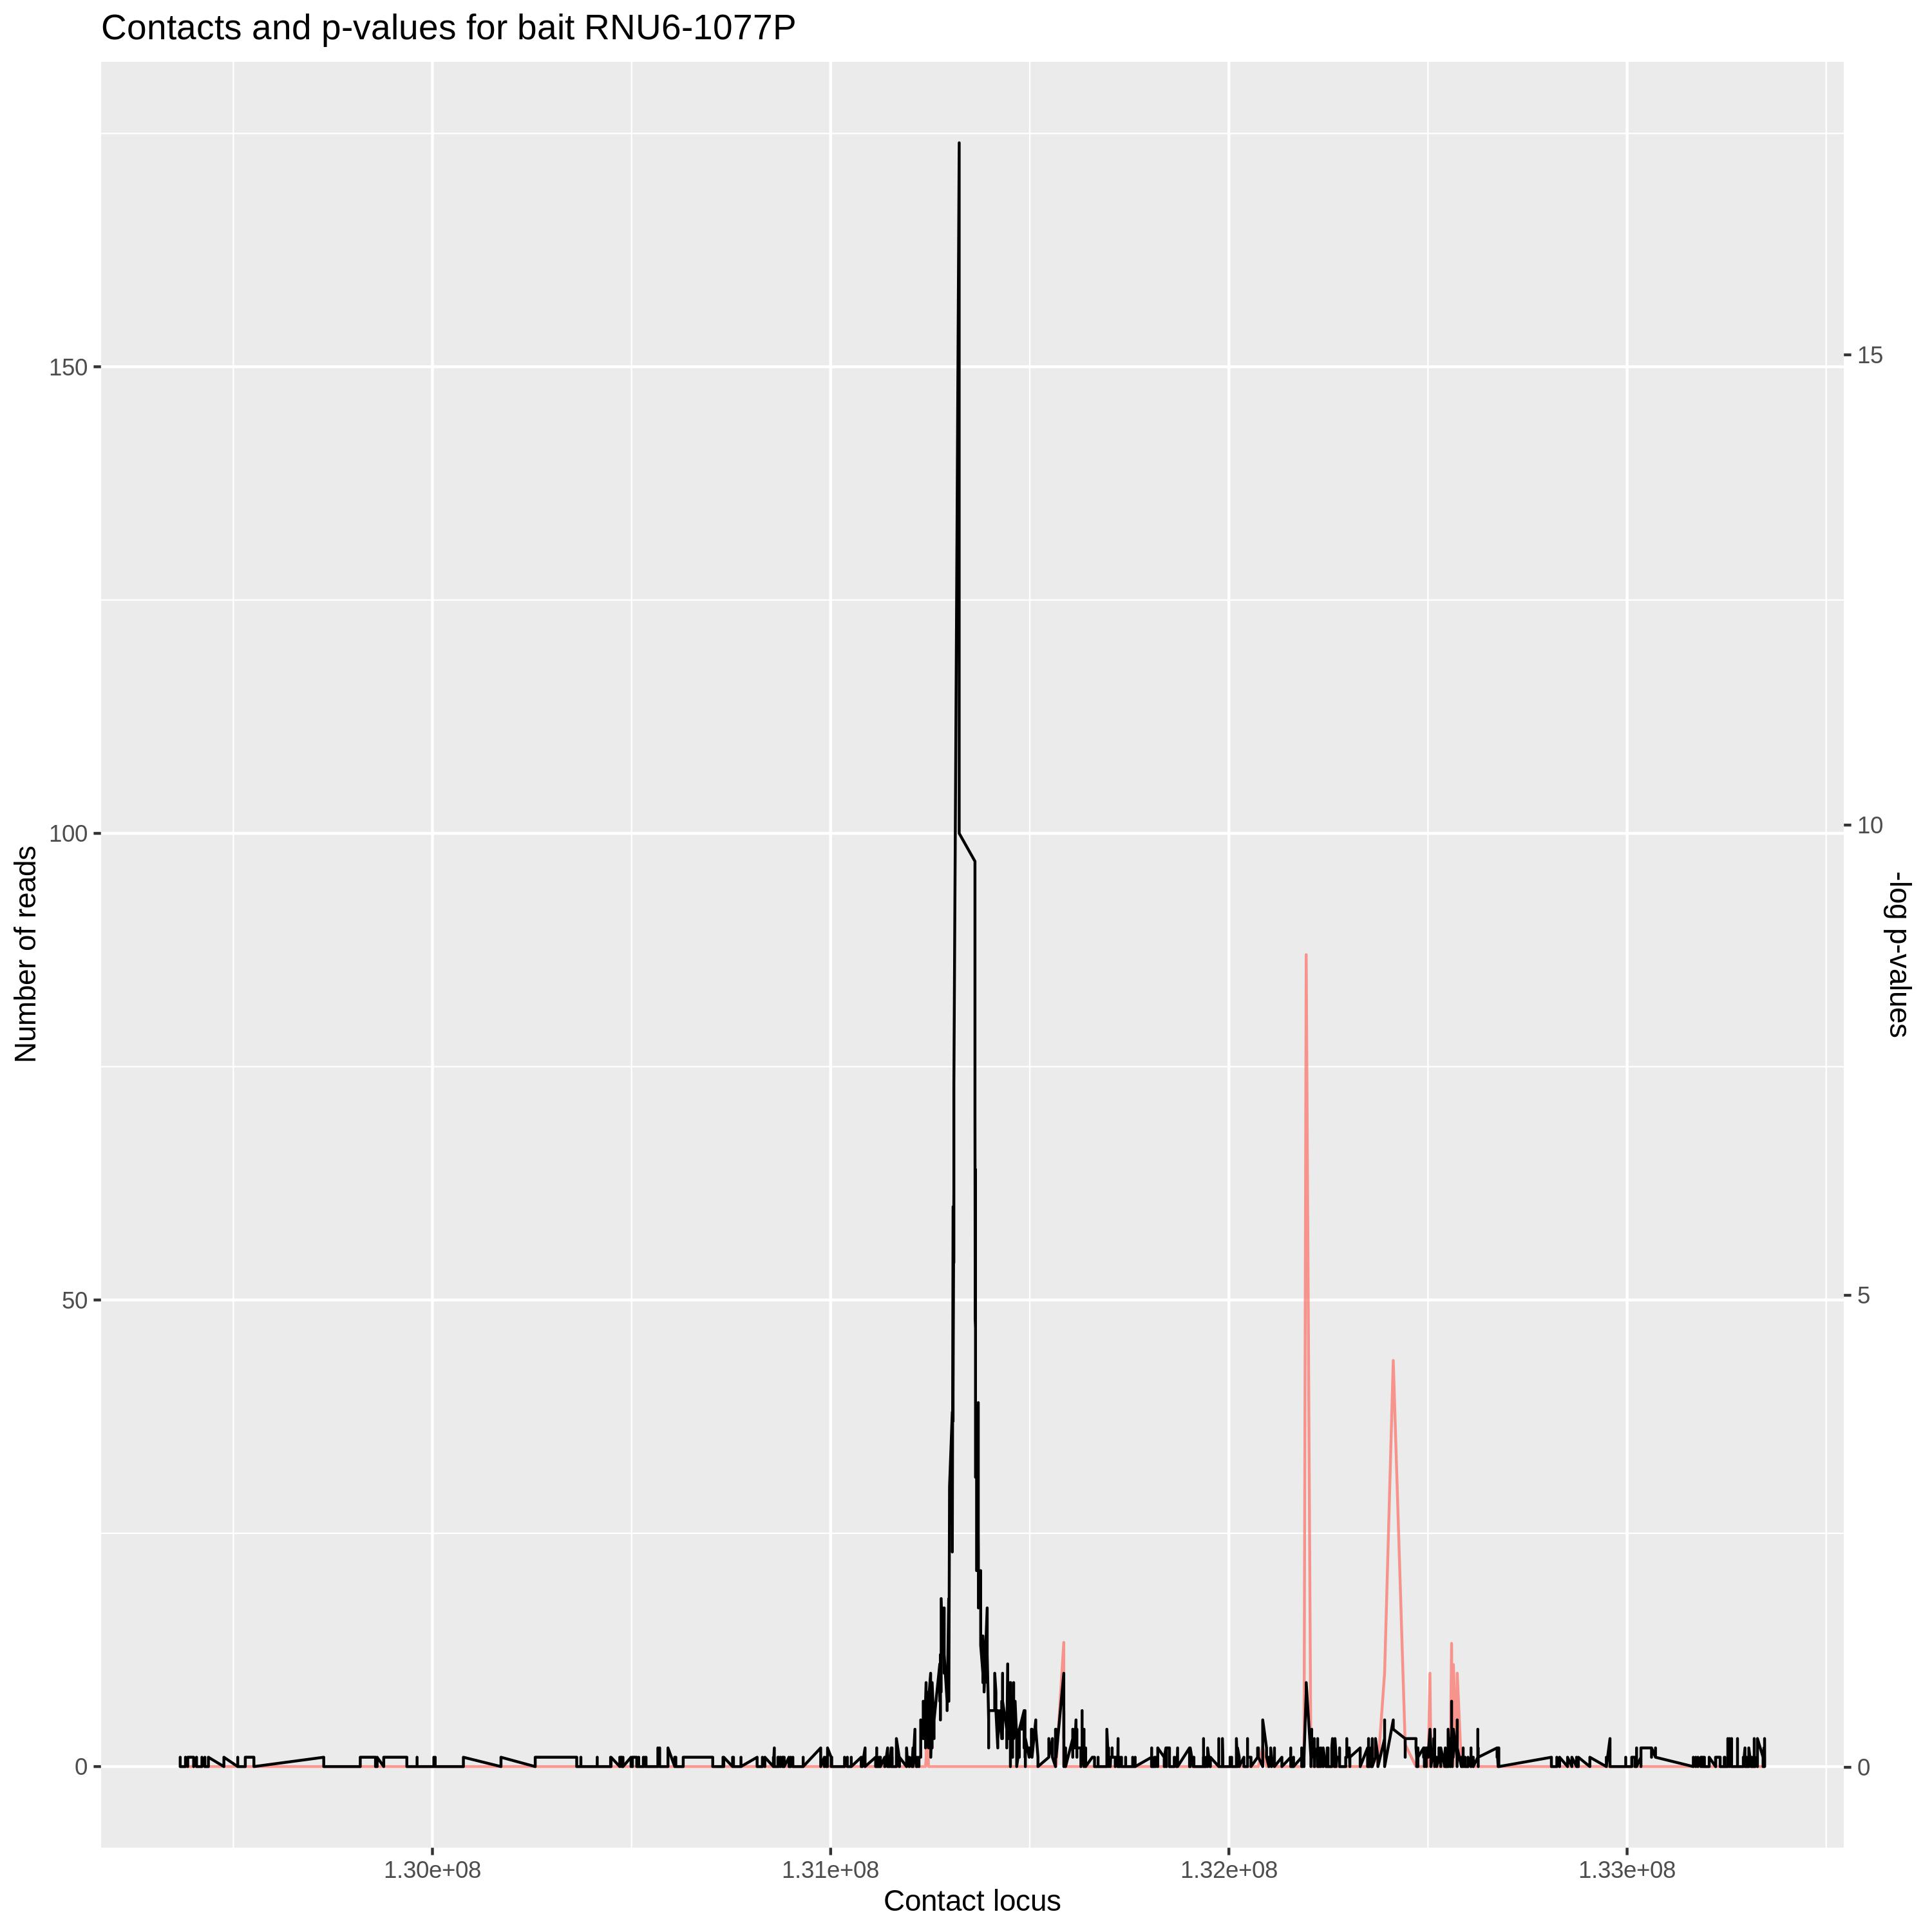 Contacts and p-values for bait RNU6-1077P
Number of reads
150
100
50
0
15
10
5
0
-log p-values
1.30e+08
1.31e+08
1.32e+08
1.33e+08
Contact locus